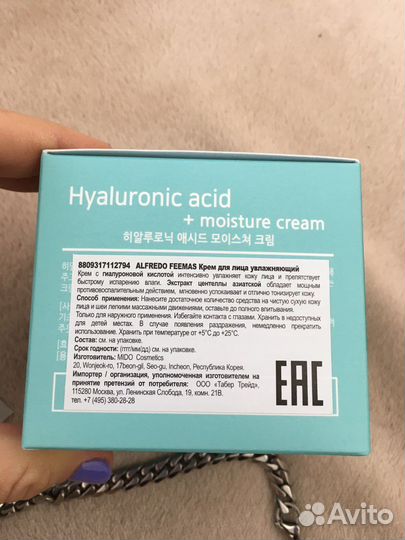 Hyaluronic acid
+ moisture cream
히알루로닉 애시드 모이스쳐 크림
8809317112794 ALFREDO FEEMAS Крем для лица увлажняющий
Крем с гиалуроновой кислотой интенсивно увлажняет кожу лица и препятствует
быстрому испарению влаги. Экстракт центеллы азиатской обладает мощным
противовоспалительным действием, мгновенно успокаивает и отлично тонизирует кожу.
Способ применения: Нанесите достаточное количество средства на чистую сухую кожу
лица и шеи легкими массажными движениями, оставьте до полного впитывания.
Только для наружного применения. Избегайте контакта с глазами. Хранить в недоступных
для детей местах. В случае появления раздражения, немедленно прекратите
использование. Хранить при температуре от +5°С до +25°С.
Состав: см. на упаковке.
Срок годности: (гггг/мм/дд) см. на упаковке.
Изготовитель: MIDO Cosmetics
20, Wonjeok-ro, 17beon-gil, Seo-gu, Incheon, Республика Корея.
Импортер / организация, уполномоченная изготовителем на
принятие претензий от потребителя: ООО «Табер Трейд»,
115280 Москва, ул. Ленинская Слобода, 19, комн. 21В.
тел. +7 (495) 380-28-28
EAC
Avito